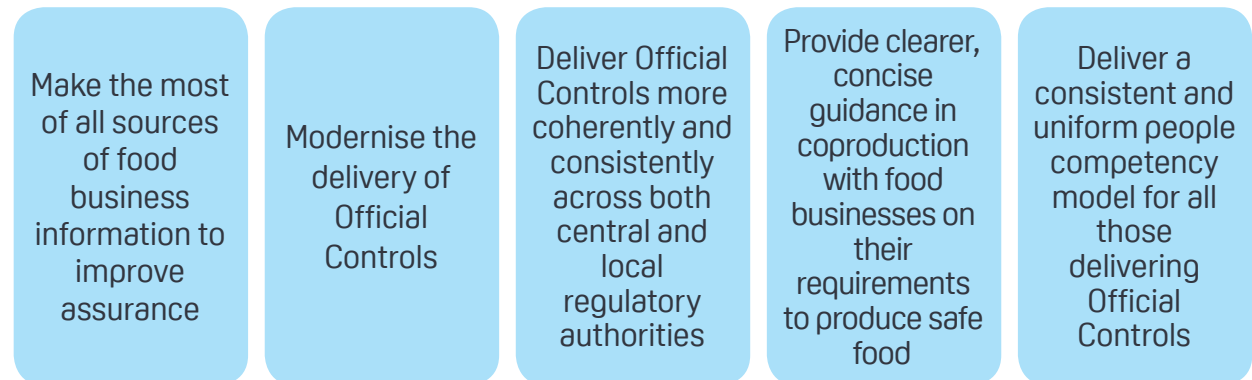 Make the most
of all sources
of food
business
information to
improve
assurance
Modernise the
delivery of
Official
Controls
Deliver Official
Controls more
coherently and
consistently
across both
central and
local
regulatory
authorities
Provide clearer,
concise
guidance in
coproduction
with food
businesses on
their
requirements
to produce safe
food
Deliver a
consistent and
uniform people
competency
model for all
those
delivering
Official
Controls